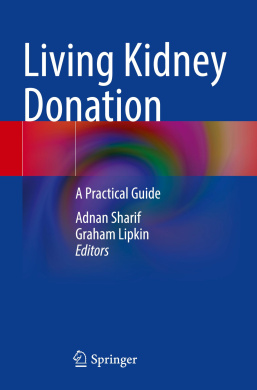 Living Kidney
Donation
A Practical Guide
Adnan Sharif
Graham Lipkin
Editors
Springer